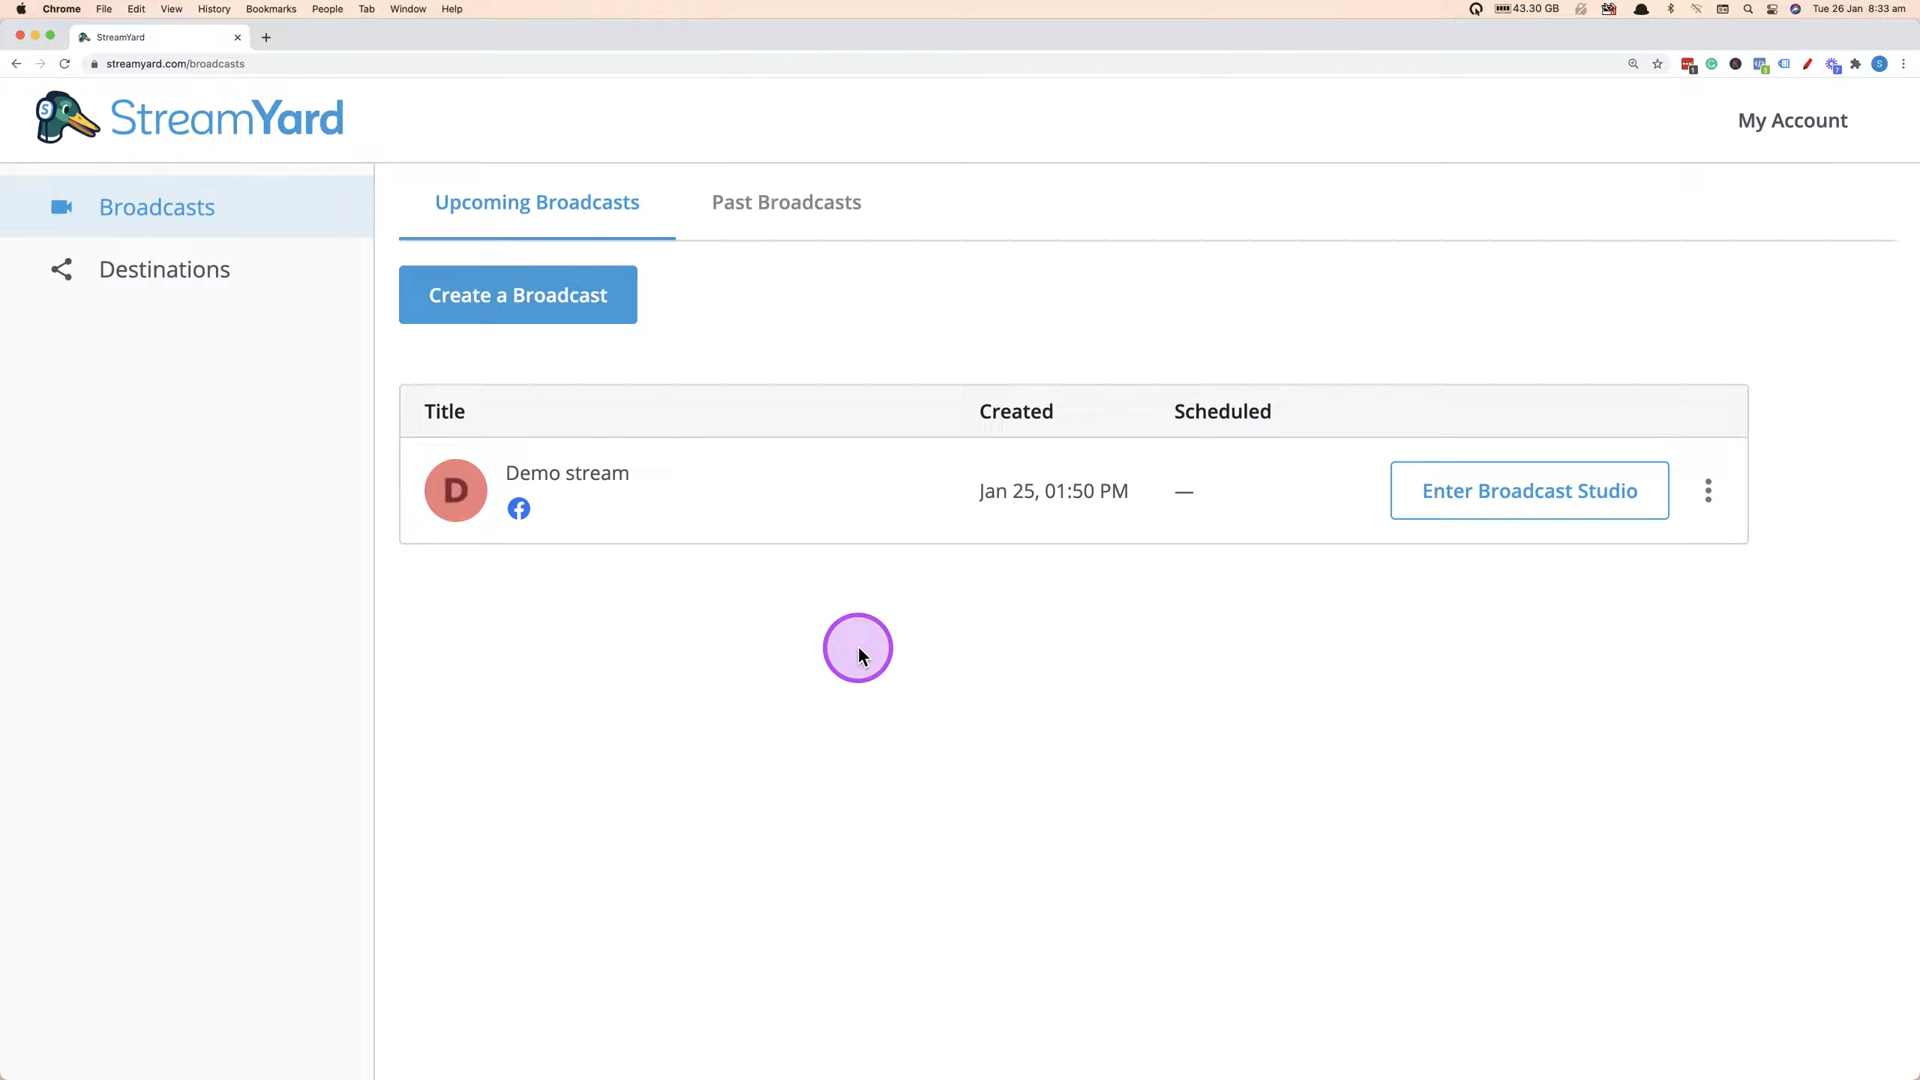 Chrome File Edit View History Bookmarks People Tab Window Help 43.30 GB Tue 26 Jan 8:33 am
StreamYard
streamyard.com/broadcasts
StreamYard
My Account
Broadcasts
Destinations
Upcoming Broadcasts Past Broadcasts
Create a Broadcast
Title Created Scheduled
D Demo stream Jan 25, 01:50 PM — Enter Broadcast Studio